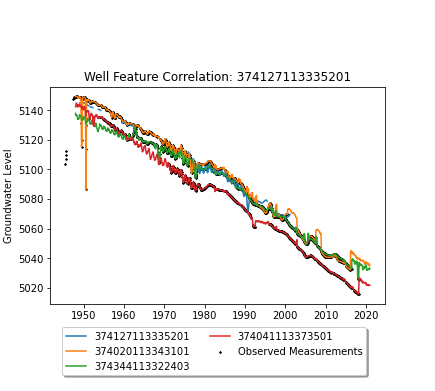 Well Feature Correlation: 374127113335201
Groundwater Level
5140
5120
5100
5080
5060
5040
5020
1950 1960 1970 1980 1990 2000 2010 2020
374127113335201
374020113343101
374344113322403
374041113373501
Observed Measurements